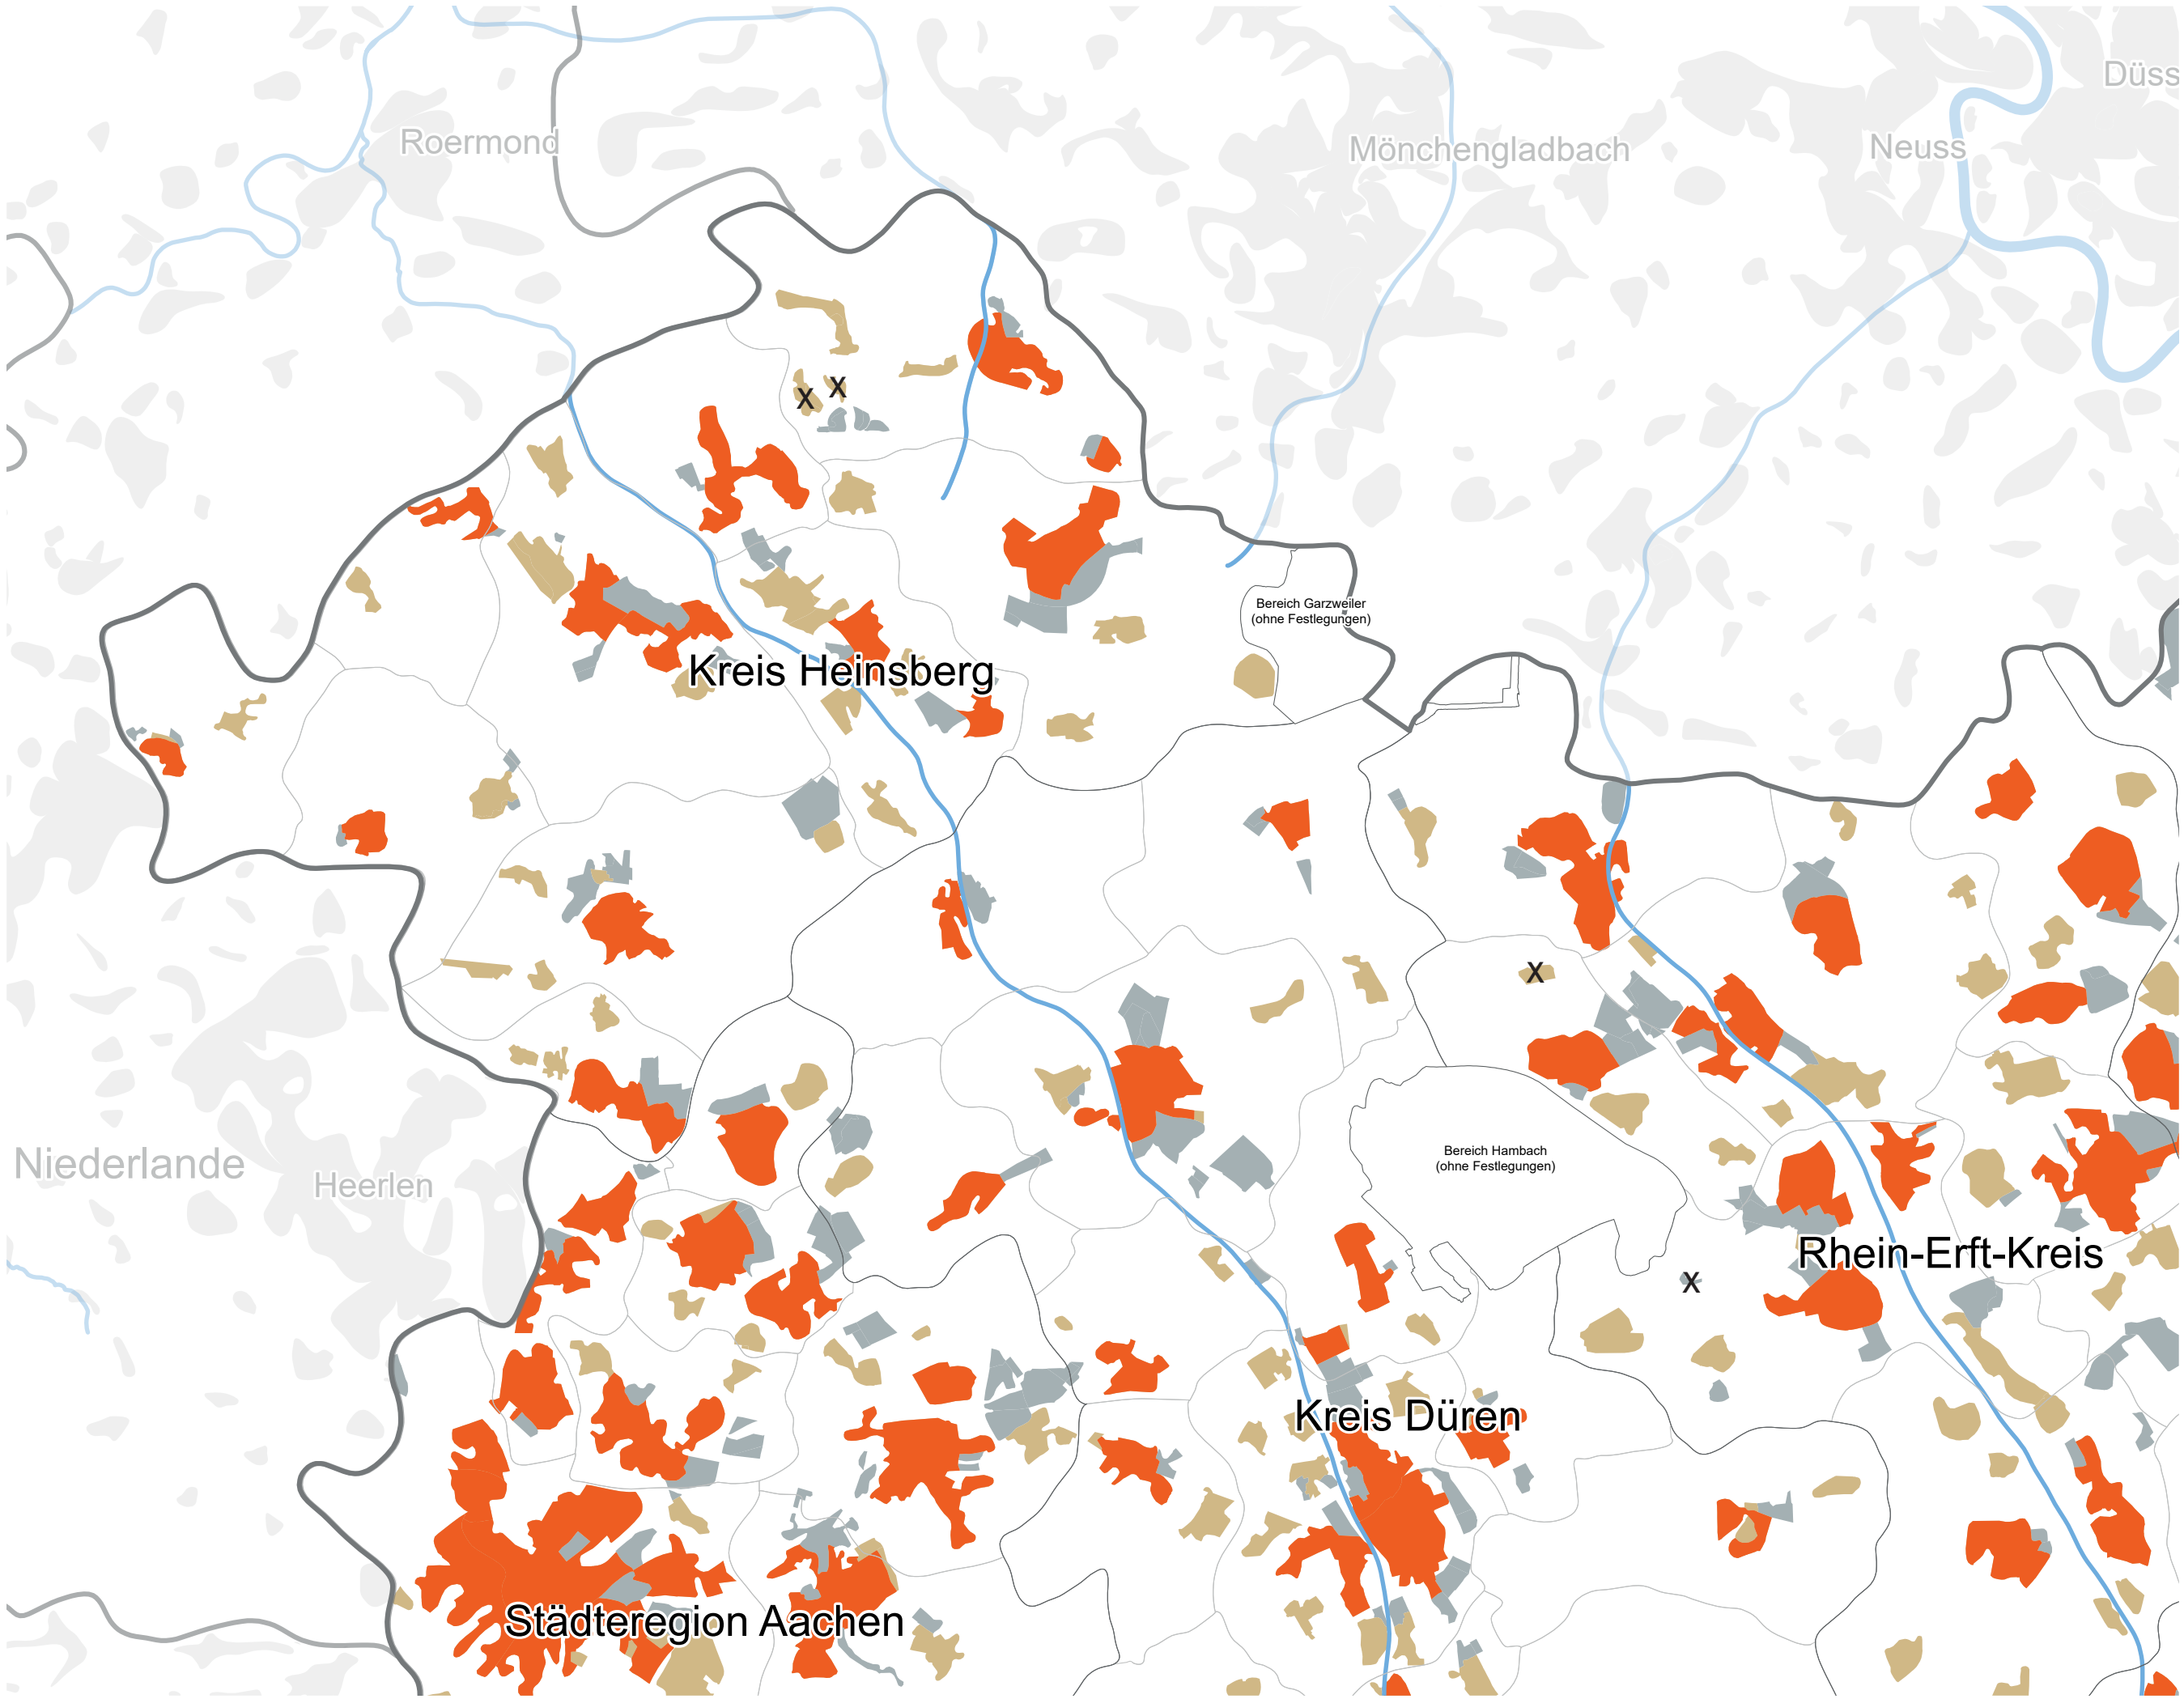 Düss
Roermond
Mönchengladbach
Neuss
X
X
Bereich Garzweiler
(ohne Festlegungen)
Kreis Heinsberg
X
Niederlande
Heerlen
Bereich Hambach
(ohne Festlegungen)
Rhein-Erft-Kreis
X
Kreis Düren
Städteregion Aachen